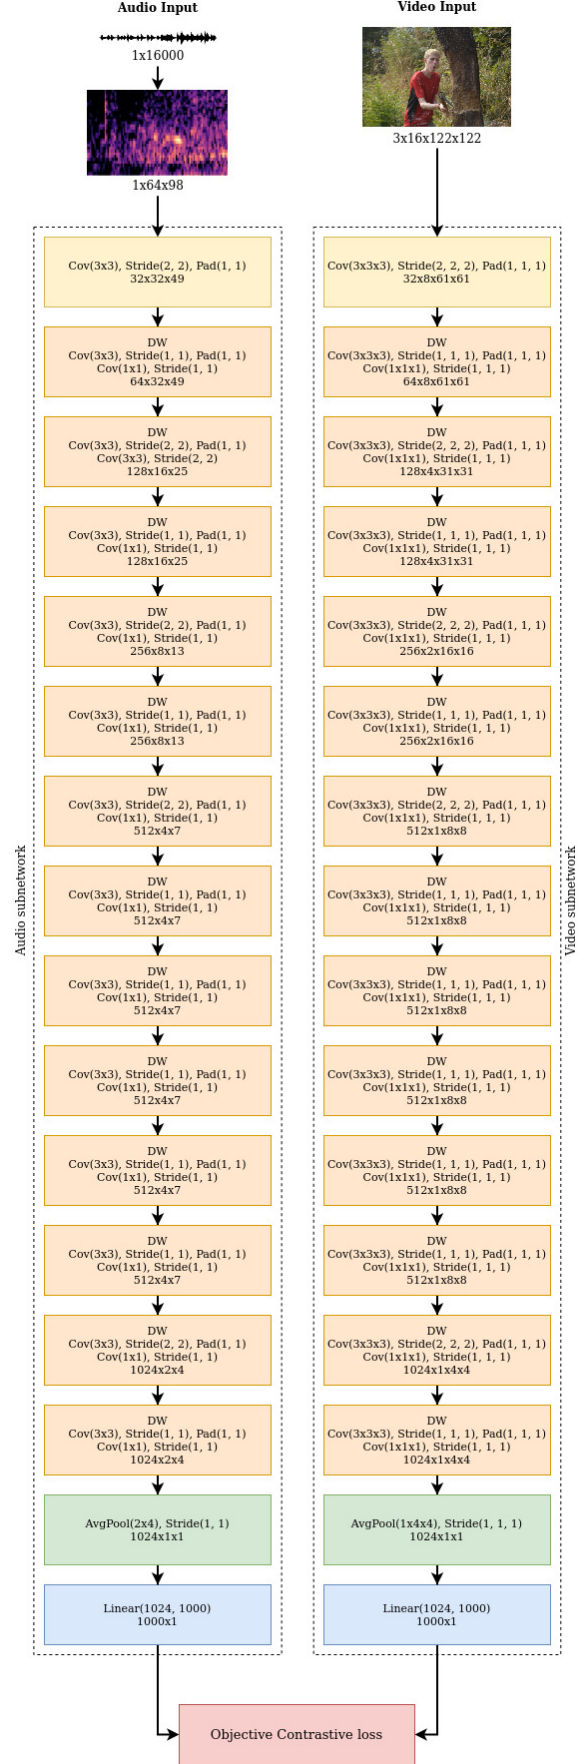 Audio Input
1x16000
1x64x98
Audio subnetwork
Cov(3x3), Stride(2, 2), Pad(1, 1)
32x32x49
DW
Cov(3x3), Stride(1, 1), Pad(1, 1)
Cov(1x1), Stride(1, 1)
64x32x49
DW
Cov(3x3), Stride(2, 2), Pad(1, 1)
Cov(3x3), Stride(2, 2)
128x16x25
DW
Cov(3x3), Stride(1, 1), Pad(1, 1)
Cov(1x1), Stride(1, 1)
128x16x25
DW
Cov(3x3), Stride(2, 2), Pad(1, 1)
Cov(1x1), Stride(1, 1)
256x8x13
DW
Cov(3x3), Stride(1, 1), Pad(1, 1)
Cov(1x1), Stride(1, 1)
256x8x13
DW
Cov(3x3), Stride(2, 2), Pad(1, 1)
Cov(1x1), Stride(1, 1)
512x4x7
DW
Cov(3x3), Stride(1, 1), Pad(1, 1)
Cov(1x1), Stride(1, 1)
512x4x7
DW
Cov(3x3), Stride(1, 1), Pad(1, 1)
Cov(1x1), Stride(1, 1)
512x4x7
DW
Cov(3x3), Stride(1, 1), Pad(1, 1)
Cov(1x1), Stride(1, 1)
512x4x7
DW
Cov(3x3), Stride(1, 1), Pad(1, 1)
Cov(1x1), Stride(1, 1)
512x4x7
DW
Cov(3x3), Stride(1, 1), Pad(1, 1)
Cov(1x1), Stride(1, 1)
512x4x7
DW
Cov(3x3), Stride(2, 2), Pad(1, 1)
Cov(1x1), Stride(1, 1)
1024x2x4
DW
Cov(3x3), Stride(1, 1), Pad(1, 1)
Cov(1x1), Stride(1, 1)
1024x2x4
AvgPool(2x4), Stride(1, 1)
1024x1x1
Linear(1024, 1000)
1000x1
Video Input
3x16x122x122
Video subnetwork
Cov(3x3x3), Stride(2, 2, 2), Pad(1, 1, 1)
32x8x61x61
DW
Cov(3x3x3), Stride(1, 1, 1), Pad(1, 1, 1)
Cov(1x1x1), Stride(1, 1, 1)
64x8x61x61
DW
Cov(3x3x3), Stride(2, 2, 2), Pad(1, 1, 1)
Cov(1x1x1), Stride(1, 1, 1)
128x4x31x31
DW
Cov(3x3x3), Stride(1, 1, 1), Pad(1, 1, 1)
Cov(1x1x1), Stride(1, 1, 1)
128x4x31x31
DW
Cov(3x3x3), Stride(2, 2, 2), Pad(1, 1, 1)
Cov(1x1x1), Stride(1, 1, 1)
256x2x16x16
DW
Cov(3x3x3), Stride(1, 1, 1), Pad(1, 1, 1)
Cov(1x1x1), Stride(1, 1, 1)
256x2x16x16
DW
Cov(3x3x3), Stride(2, 2, 2), Pad(1, 1, 1)
Cov(1x1x1), Stride(1, 1, 1)
512x1x8x8
DW
Cov(3x3x3), Stride(1, 1, 1), Pad(1, 1, 1)
Cov(1x1x1), Stride(1, 1, 1)
512x1x8x8
DW
Cov(3x3x3), Stride(1, 1, 1), Pad(1, 1, 1)
Cov(1x1x1), Stride(1, 1, 1)
512x1x8x8
DW
Cov(3x3x3), Stride(1, 1, 1), Pad(1, 1, 1)
Cov(1x1x1), Stride(1, 1, 1)
512x1x8x8
DW
Cov(3x3x3), Stride(1, 1, 1), Pad(1, 1, 1)
Cov(1x1x1), Stride(1, 1, 1)
512x1x8x8
DW
Cov(3x3x3), Stride(1, 1, 1), Pad(1, 1, 1)
Cov(1x1x1), Stride(1, 1, 1)
512x1x8x8
DW
Cov(3x3x3), Stride(2, 2, 2), Pad(1, 1, 1)
Cov(1x1x1), Stride(1, 1, 1)
1024x1x4x4
DW
Cov(3x3x3), Stride(1, 1, 1), Pad(1, 1, 1)
Cov(1x1x1), Stride(1, 1, 1)
1024x1x4x4
AvgPool(1x4x4), Stride(1, 1, 1)
1024x1x1
Linear(1024, 1000)
1000x1
Objective Contrastive loss